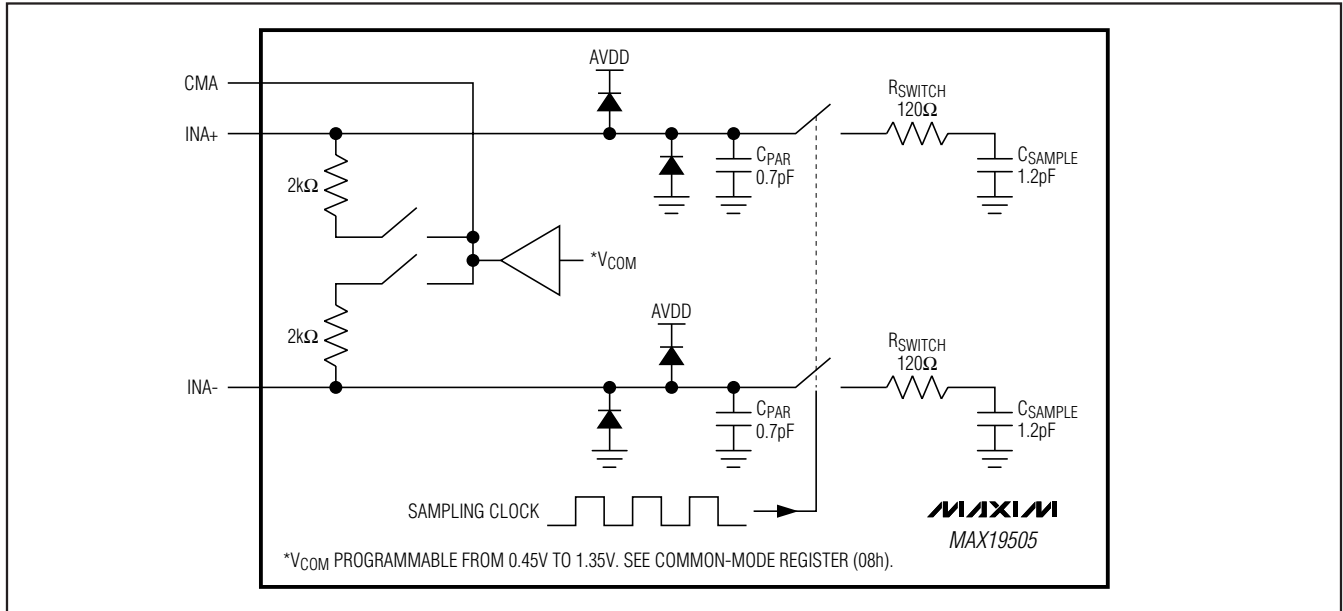 AVDD
CMA
RSWITCH
120Ω
INA+
CPAR
0.7pF
CSAMPLE
1.2pF
2kΩ
*VCOM
AVDD
2kΩ
RSWITCH
120Ω
INA-
CPAR
0.7pF
CSAMPLE
1.2pF
SAMPLING CLOCK
MAXIM
MAX19505
*VCOM PROGRAMMABLE FROM 0.45V TO 1.35V. SEE COMMON-MODE REGISTER (08h).